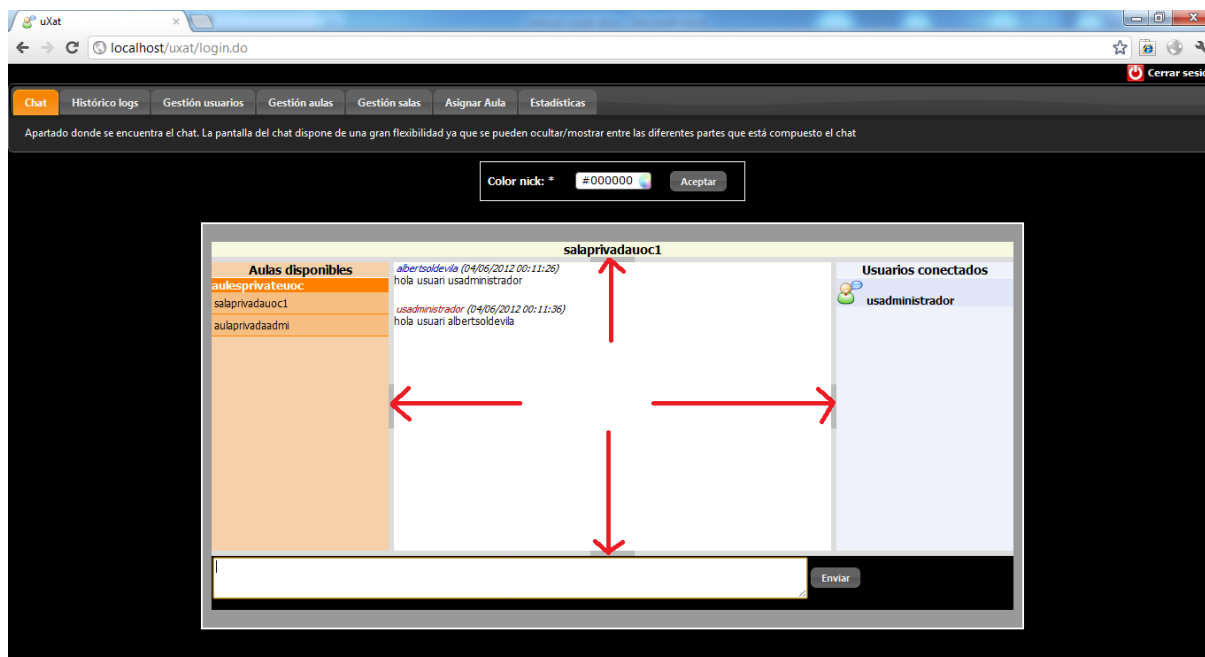 uXat
localhost/uxat/login.do
Cerrar sesió
Chat Histórico logs Gestión usuarios Gestión aulas Gestión salas Asignar Aula Estadísticas
Apartado donde se encuentra el chat. La pantalla del chat dispone de una gran flexibilidad ya que se pueden ocultar/mostrar entre las diferentes partes que está compuesto el chat
Color nick: * #000000 Aceptar
salaprivadauoc1
Aulas disponibles
aulesprivateuoc
salaprivadauoc1
aulaprivadaadmi
albertsoldevila (04/06/2012 00:11:26)
hola usuari usadministrador
usadministrador (04/06/2012 00:11:36)
hola usuari albertsoldevila
Usuarios conectados
usadministrador
Enviar